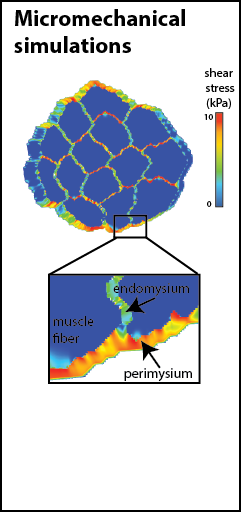 Micromechanical
simulations
shear
stress
(kPa)
10
0
endomysium
muscle
fiber
perimysium